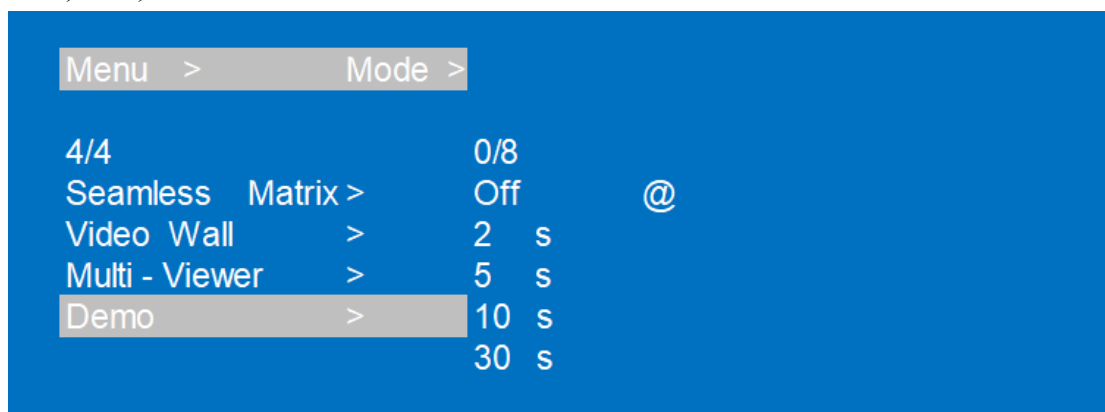 Menu > Mode >
4/4 0/8
Seamless Matrix > Off @
Video Wall > 2 s
Multi - Viewer > 5 s
Demo > 10 s
30 s